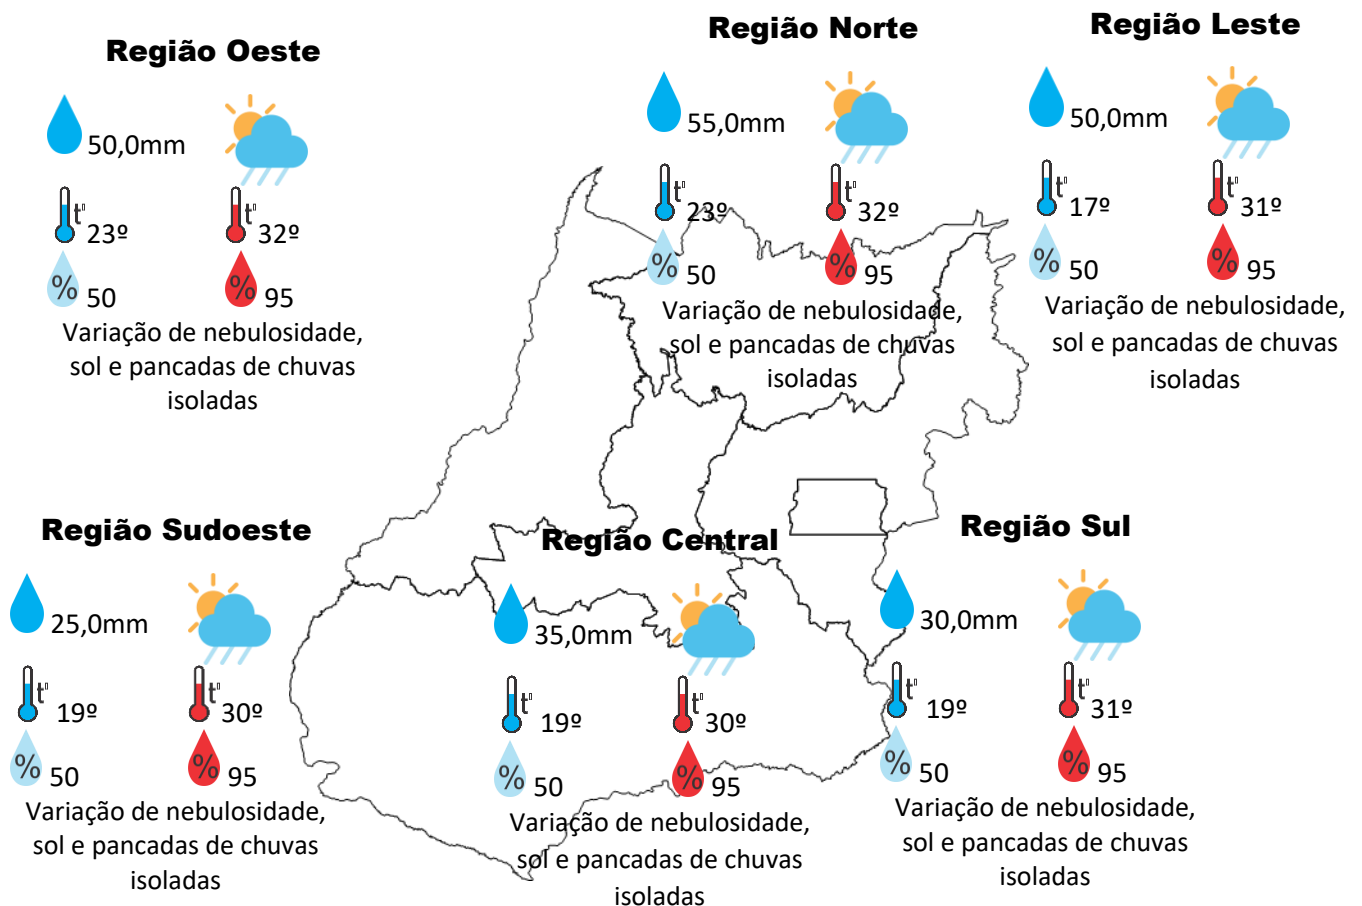 Região Oeste
50,0mm
t°
23º
t°
32º
%
50
%
95
Variação de nebulosidade,
sol e pancadas de chuvas
isoladas
Região Norte
55,0mm
t°
23º
t°
32º
%
50
%
95
Variação de nebulosidade,
sol e pancadas de chuvas
isoladas
Região Leste
50,0mm
t°
17º
t°
31º
%
50
%
95
Variação de nebulosidade,
sol e pancadas de chuvas
isoladas
Região Sudoeste
25,0mm
t°
19º
t°
30º
%
50
%
95
Variação de nebulosidade,
sol e pancadas de chuvas
isoladas
Região Central
35,0mm
t°
19º
t°
30º
%
50
%
95
Variação de nebulosidade,
sol e pancadas de chuvas
isoladas
Região Sul
30,0mm
t°
19º
t°
31º
%
50
%
95
Variação de nebulosidade,
sol e pancadas de chuvas
isoladas